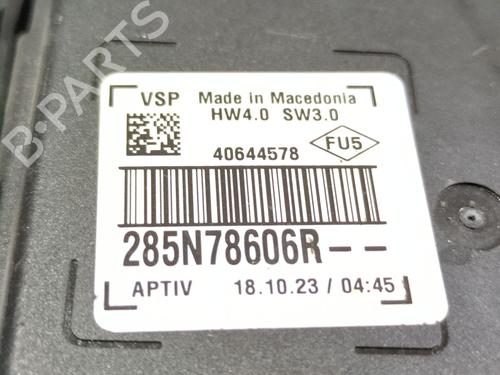 VSP Made in Macedonia
HW4.0 SW3.0
40644578
FU5
285N78606R--
APTIV 18.10.23 / 04:45
B-PARTS